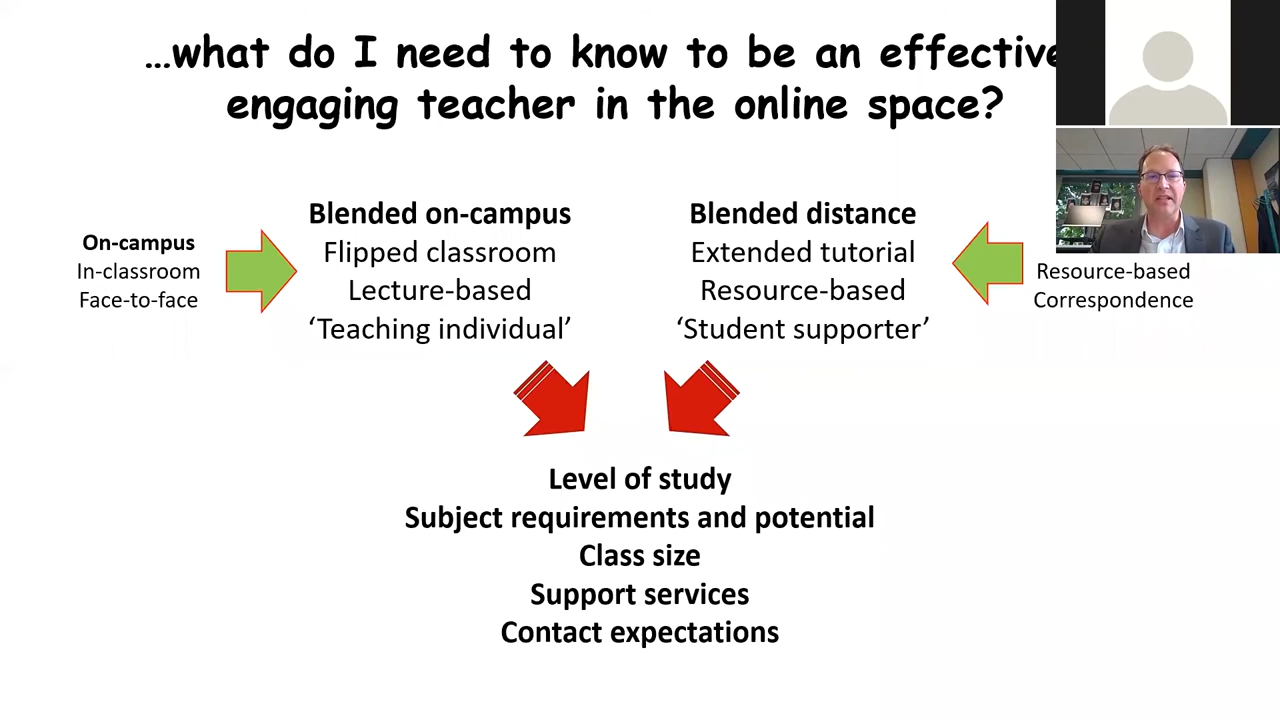 ...what do I need to know to be an effective
engaging teacher in the online space?
On-campus
In-classroom
Face-to-face
Blended on-campus
Flipped classroom
Lecture-based
‘Teaching individual’
Blended distance
Extended tutorial
Resource-based
‘Student supporter’
Resource-based
Correspondence
Level of study
Subject requirements and potential
Class size
Support services
Contact expectations